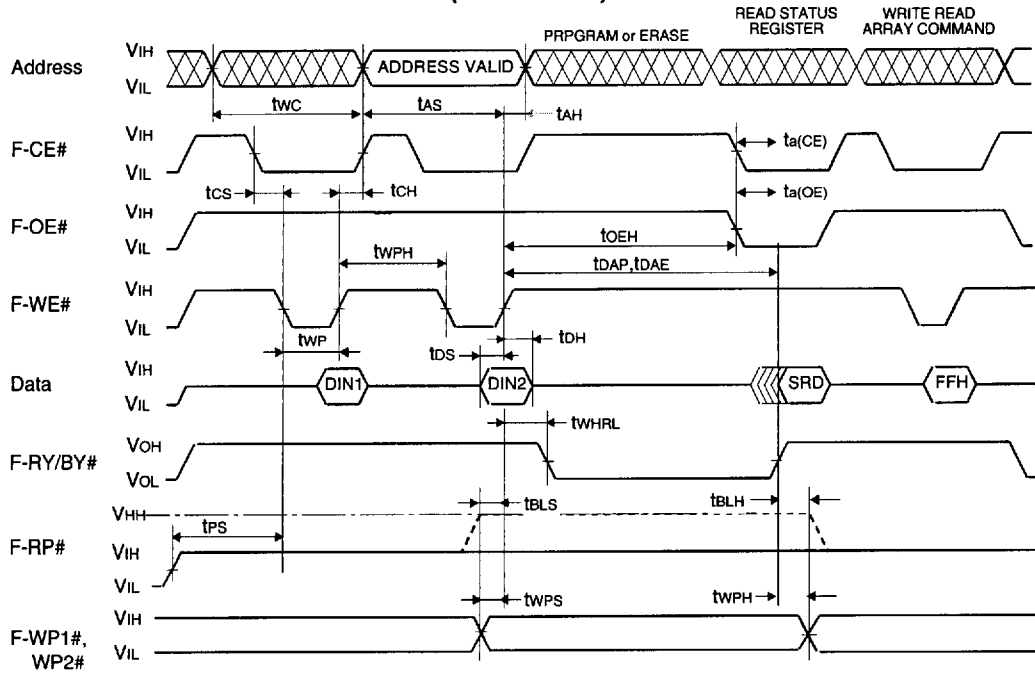 READ STATUS REGISTER
WRITE READ ARRAY COMMAND
PRPGRAM or ERASE
Address
VIH
VIL
ADDRESS VALID
tWC
tAS
tAH
F-CE#
VIH
VIL
ta(CE)
tCS
tCH
ta(OE)
F-OE#
VIH
VIL
tOEH
tWPH
tDAP,tDAE
F-WE#
VIH
VIL
tWP
tDS
tDH
Data
VIH
VIL
DIN1
DIN2
SRD
FFH
tWHRL
F-RY/BY#
VOH
VOL
tBLS
tBLH
VHH
tPS
F-RP#
VIH
VIL
tWPS
tWPH
F-WP1#,
WP2#
VIH
VIL